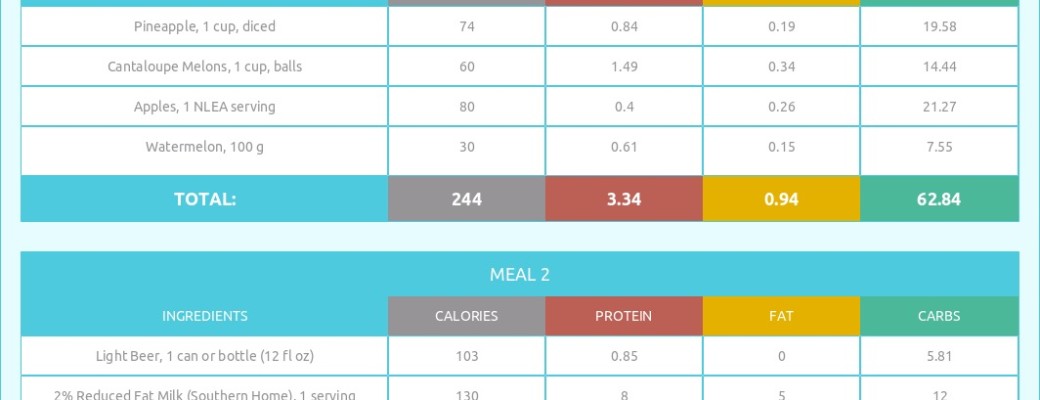 Pineapple, 1 cup, diced 74 0.84 0.19 19.58
Cantaloupe Melons, 1 cup, balls 60 1.49 0.34 14.44
Apples, 1 NLEA serving 80 0.4 0.26 21.27
Watermelon, 100 g 30 0.61 0.15 7.55
TOTAL: 244 3.34 0.94 62.84
MEAL 2
INGREDIENTS CALORIES PROTEIN FAT CARBS
Light Beer, 1 can or bottle (12 fl oz) 103 0.85 0 5.81
2% Reduced Fat Milk (Southern Home), 1 serving 130 8 5 12